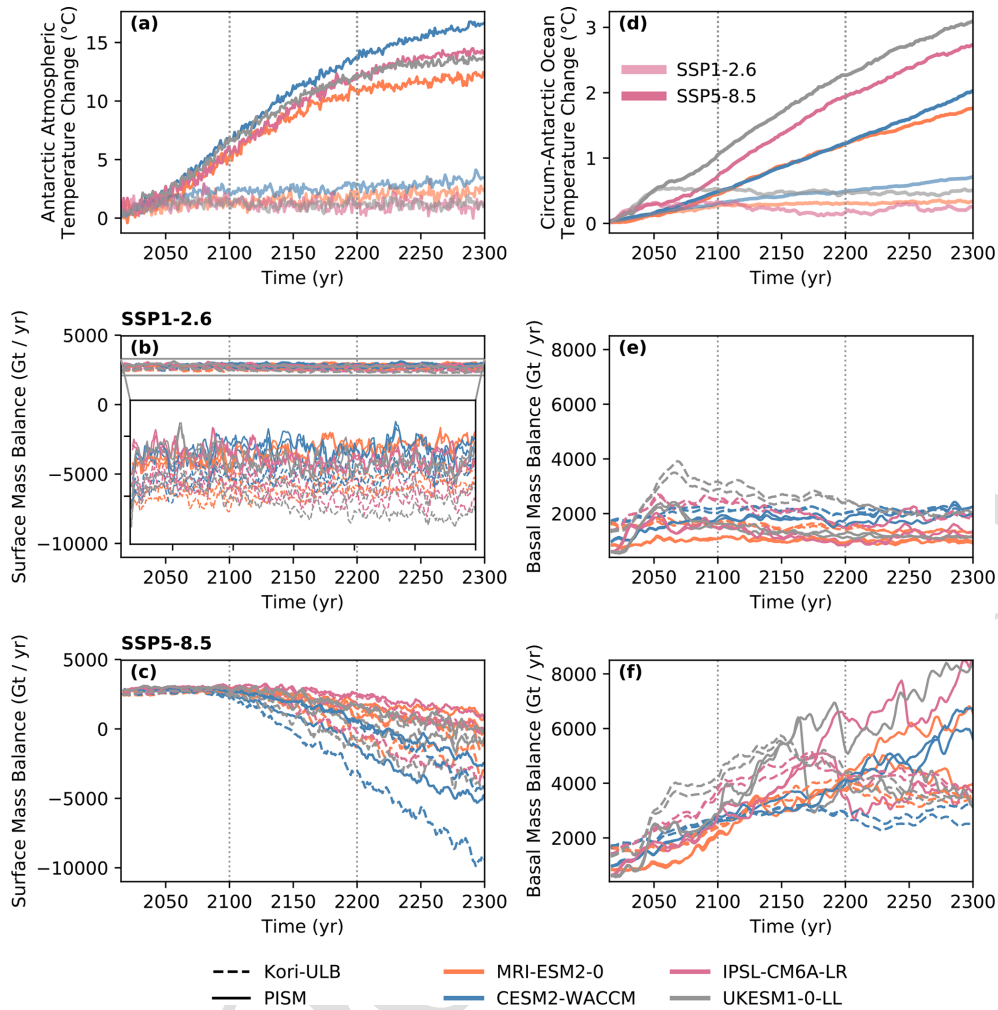 (a)
Antarctic Atmospheric
Temperature Change (°C)
15
10
5
0
2050 2100 2150 2200 2250 2300
Time (yr)
(d)
Circum-Antarctic Ocean
Temperature Change (°C)
3
2
1
0
SSP1-2.6
SSP5-8.5
2050 2100 2150 2200 2250 2300
Time (yr)
SSP1-2.6
(b)
Surface Mass Balance (Gt / yr)
5000
0
−5000
−10000
2050 2100 2150 2200 2250 2300
Time (yr)
(e)
Basal Mass Balance (Gt / yr)
8000
6000
4000
2000
2050 2100 2150 2200 2250 2300
Time (yr)
SSP5-8.5
(c)
Surface Mass Balance (Gt / yr)
5000
0
−5000
−10000
2050 2100 2150 2200 2250 2300
Time (yr)
(f)
Basal Mass Balance (Gt / yr)
8000
6000
4000
2000
2050 2100 2150 2200 2250 2300
Time (yr)
Kori-ULB MRI-ESM2-0 IPSL-CM6A-LR
PISM CESM2-WACCM UKESM1-0-LL